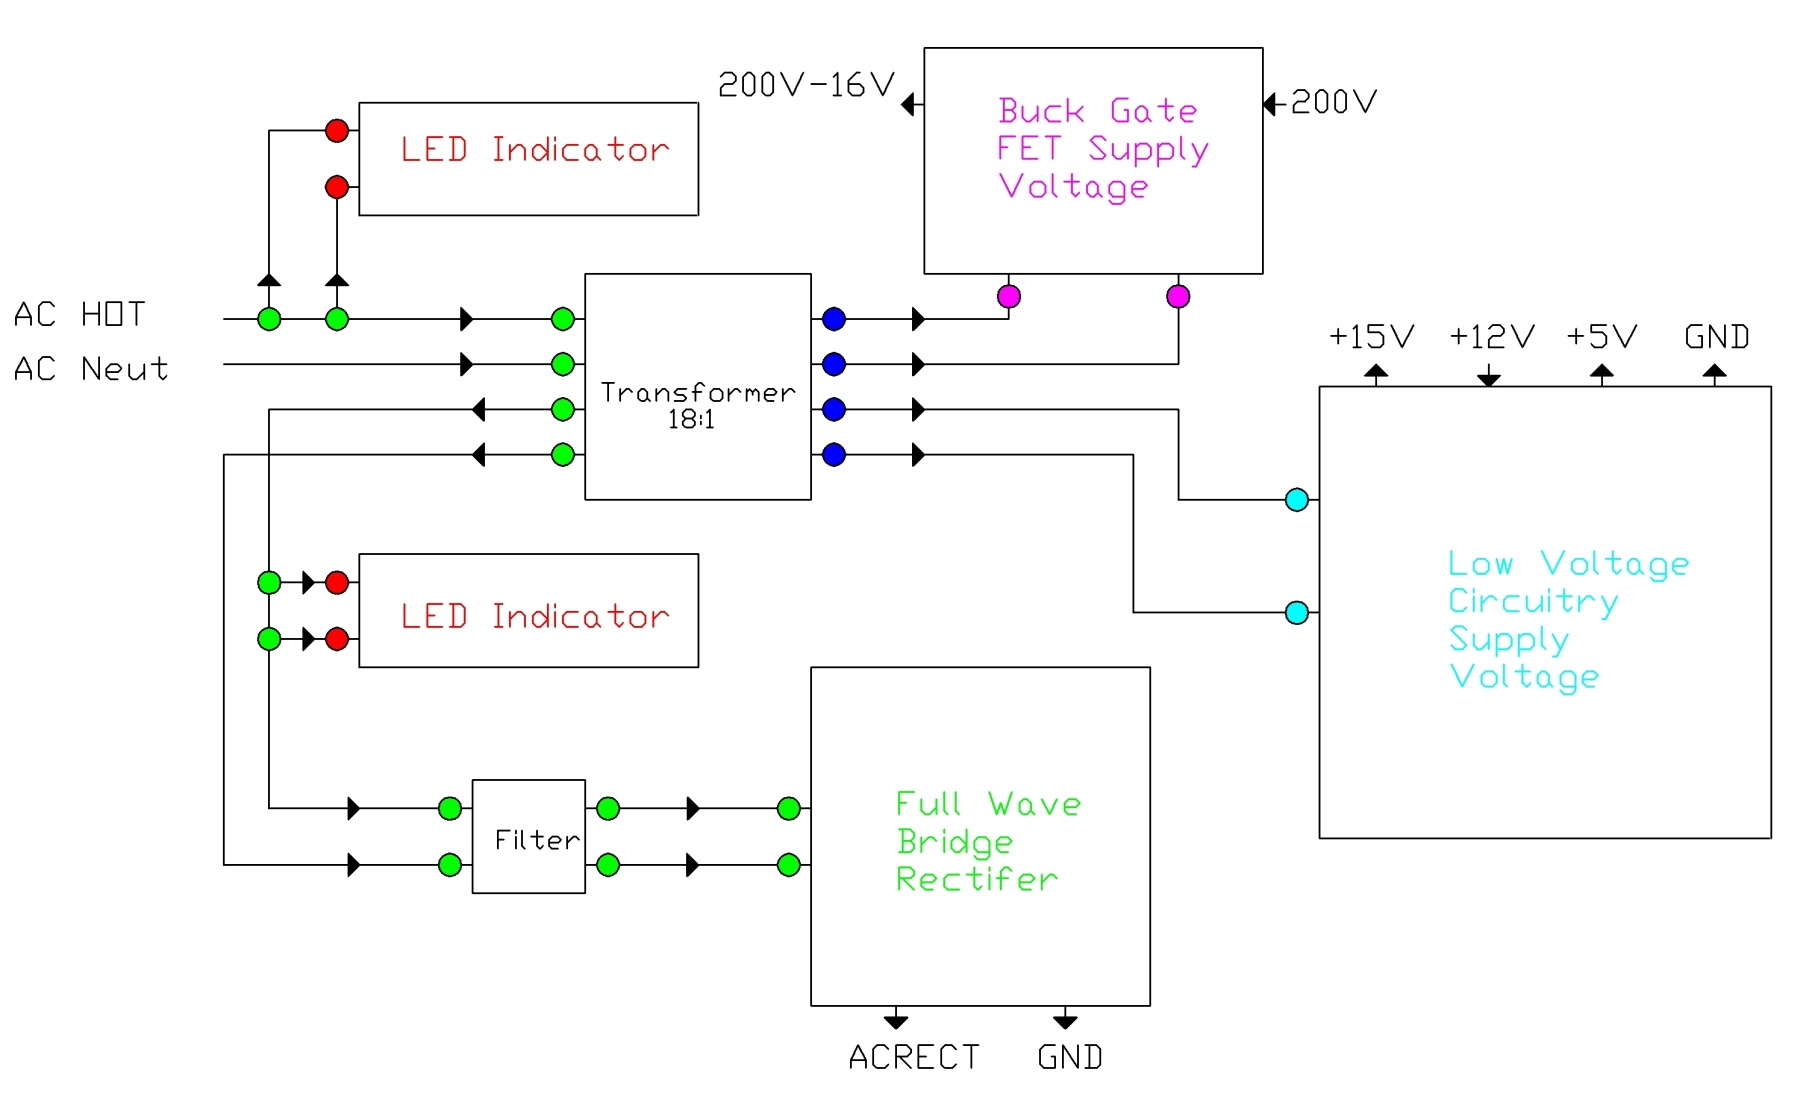 200V-16V
Buck Gate
FET Supply
Voltage
200V
LED Indicator
AC HOT
AC Neut
Transformer
18:1
+15V
+12V
+5V
GND
LED Indicator
Low Voltage
Circuitry
Supply
Voltage
Filter
Full Wave
Bridge
Rectifer
ACRECT
GND